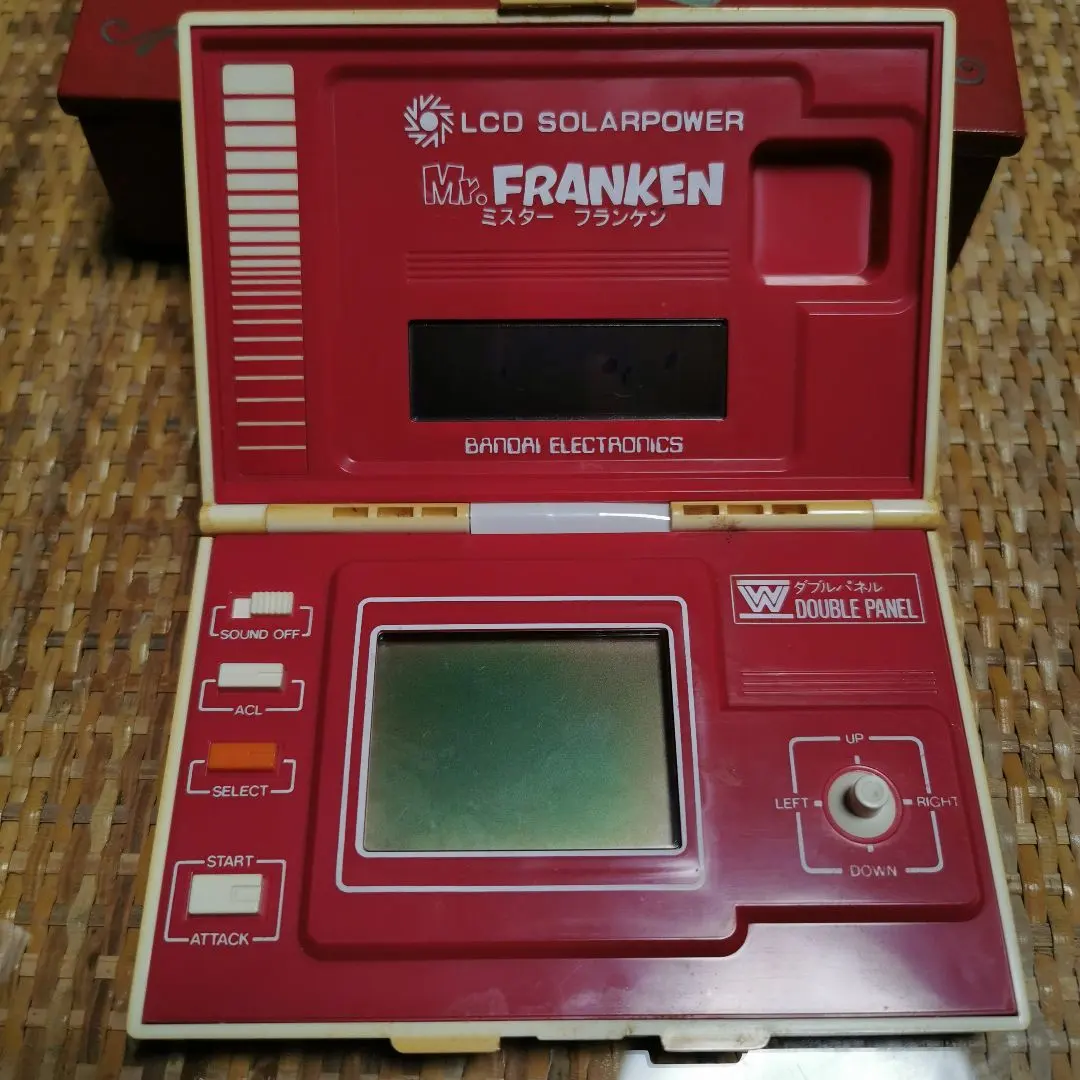 LCD SOLARPOWER
Mr. FRANKEN
ミスター フランケン
BANDAI ELECTRONICS
SOUND OFF
ACL
SELECT
START
ATTACK
W ダブルパネル
DOUBLE PANEL
UP
LEFT
RIGHT
DOWN